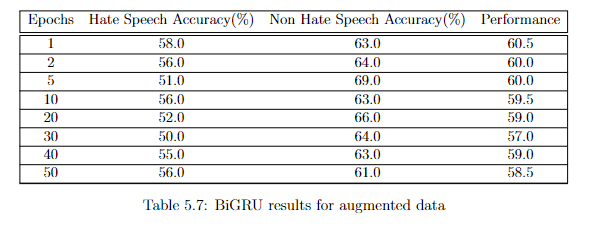 Epochs Hate Speech Accuracy(%) Non Hate Speech Accuracy(%) Performance
1 58.0 63.0 60.5
2 56.0 64.0 60.0
5 51.0 69.0 60.0
10 56.0 63.0 59.5
20 52.0 66.0 59.0
30 50.0 64.0 57.0
40 55.0 63.0 59.0
50 56.0 61.0 58.5
Table 5.7: BiGRU results for augmented data